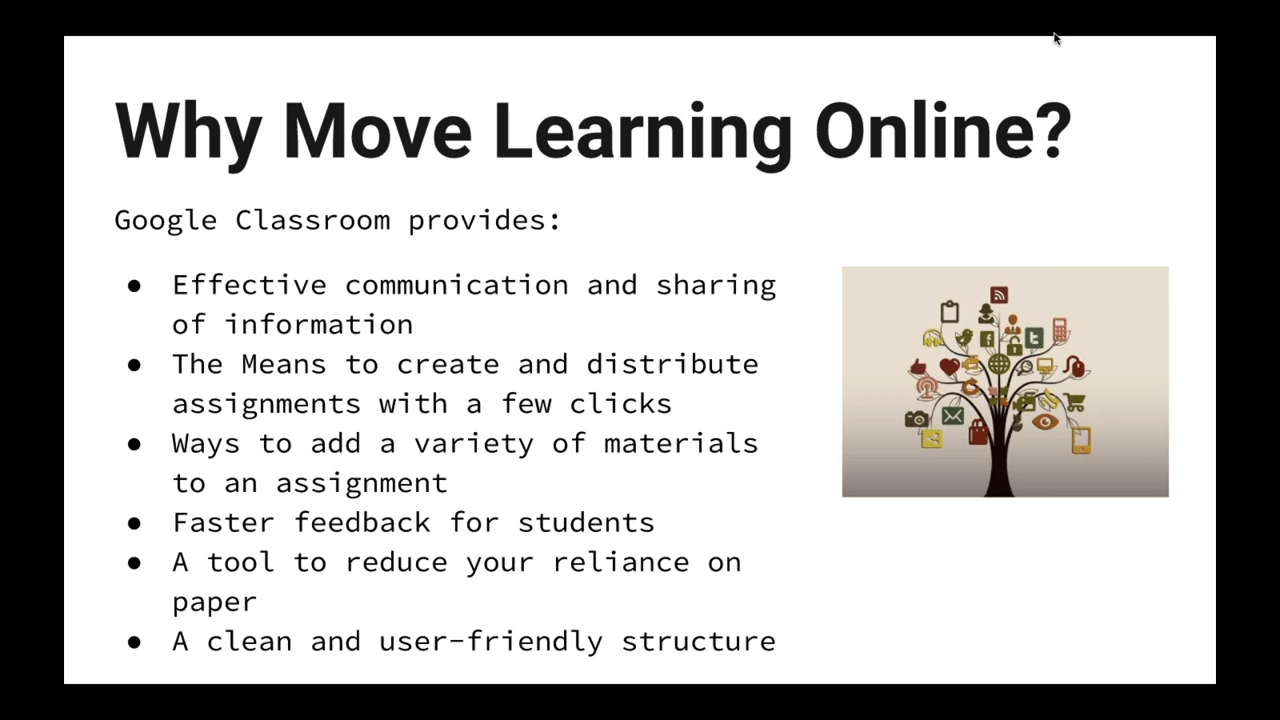 Why Move Learning Online?
Google Classroom provides:
● Effective communication and sharing
of information
● The Means to create and distribute
assignments with a few clicks
● Ways to add a variety of materials
to an assignment
● Faster feedback for students
● A tool to reduce your reliance on
paper
● A clean and user-friendly structure